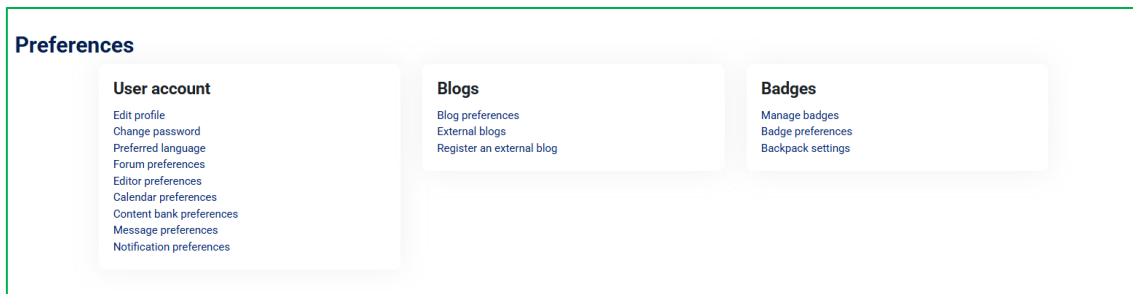 Preferences
User account
Edit profile
Change password
Preferred language
Forum preferences
Editor preferences
Calendar preferences
Content bank preferences
Message preferences
Notification preferences
Blogs
Blog preferences
External blogs
Register an external blog
Badges
Manage badges
Badge preferences
Backpack settings